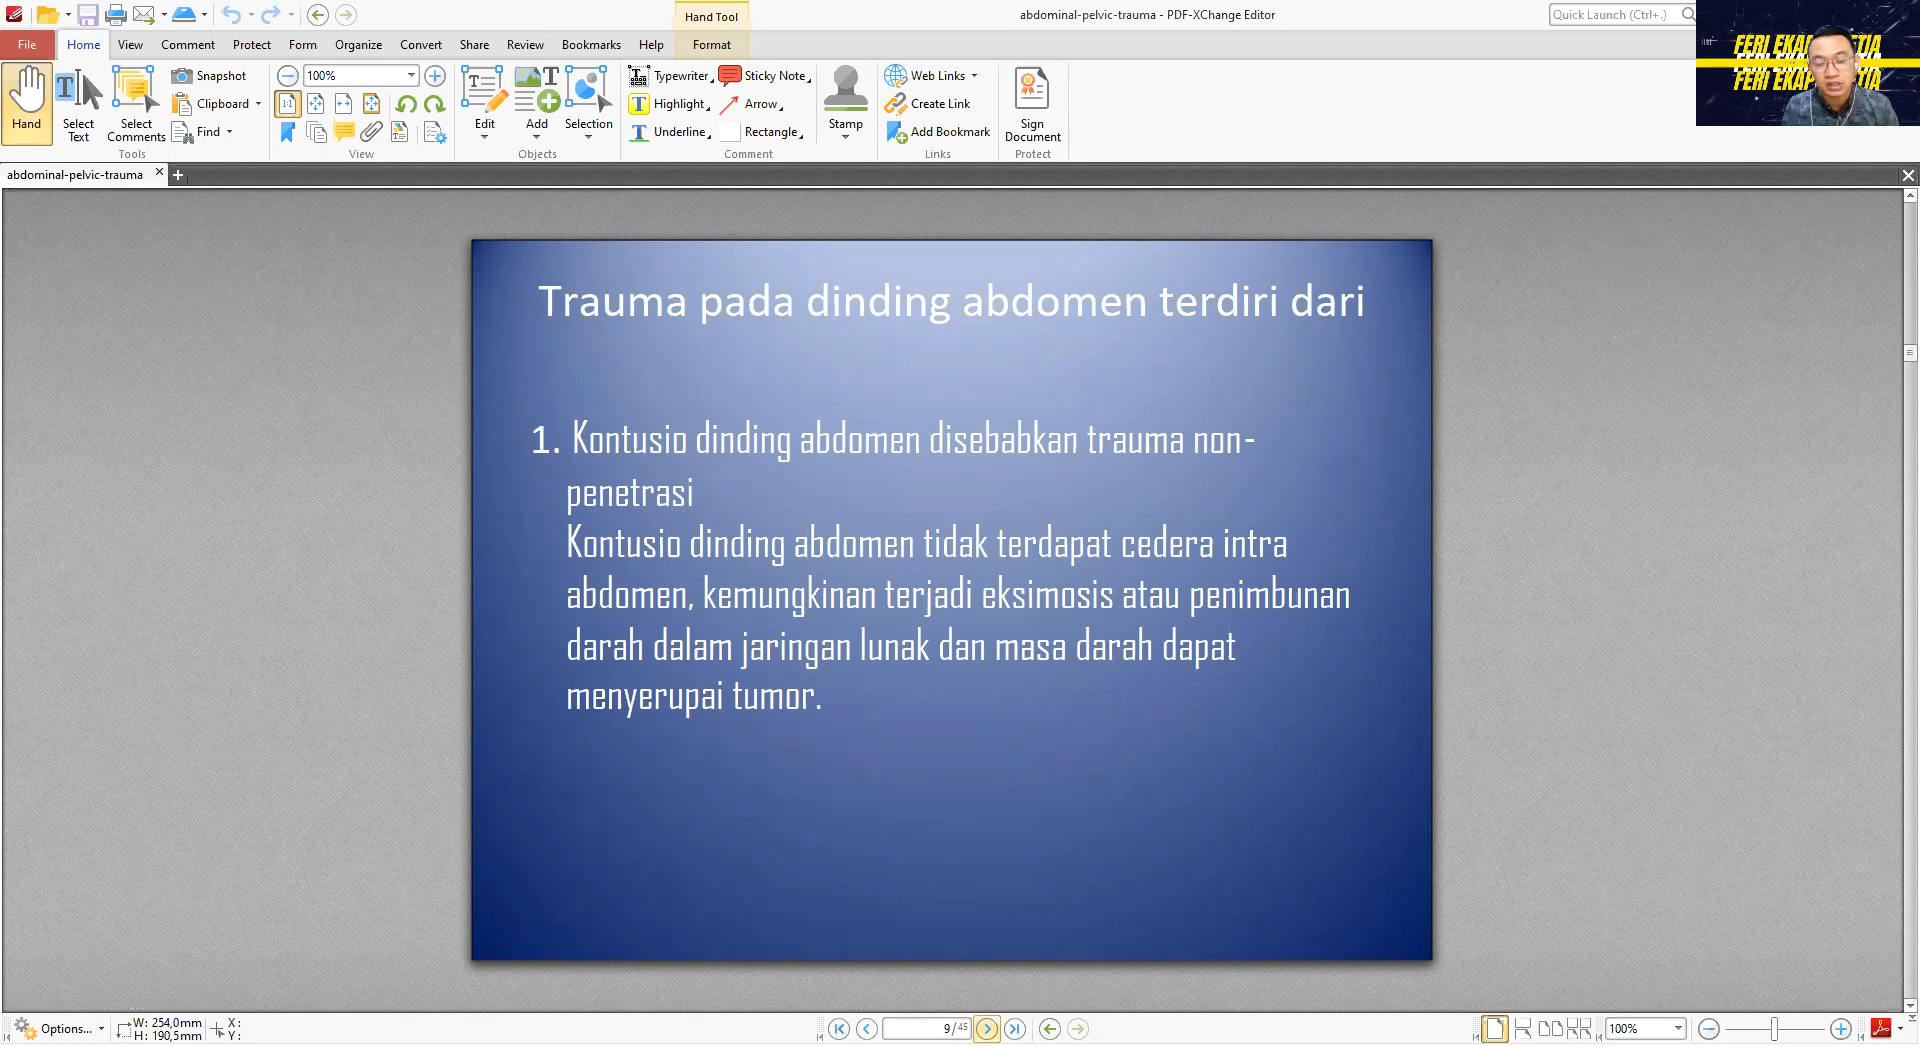 Hand Tool
abdominal-pelvic-trauma - PDF-XChange Editor
Quick Launch (Ctrl+.)
File Home View Comment Protect Form Organize Convert Share Review Bookmarks Help Format
Hand
Select Text
Select Comments
Snapshot
Clipboard
Find
Tools
100%
View
Edit
Add
Selection
Objects
Typewriter
Highlight
Underline
Sticky Note
Arrow
Rectangle
Stamp
Comment
Web Links
Create Link
Add Bookmark
Links
Sign Document
Protect
abdominal-pelvic-trauma
Trauma pada dinding abdomen terdiri dari
1. Kontusio dinding abdomen disebabkan trauma non-
penetrasi
Kontusio dinding abdomen tidak terdapat cedera intra
abdomen, kemungkinan terjadi eksimosis atau penimbunan
darah dalam jaringan lunak dan masa darah dapat
menyerupai tumor.
Options...
W: 254,0mm
H: 190,5mm
X:
Y:
9 / 45
100%